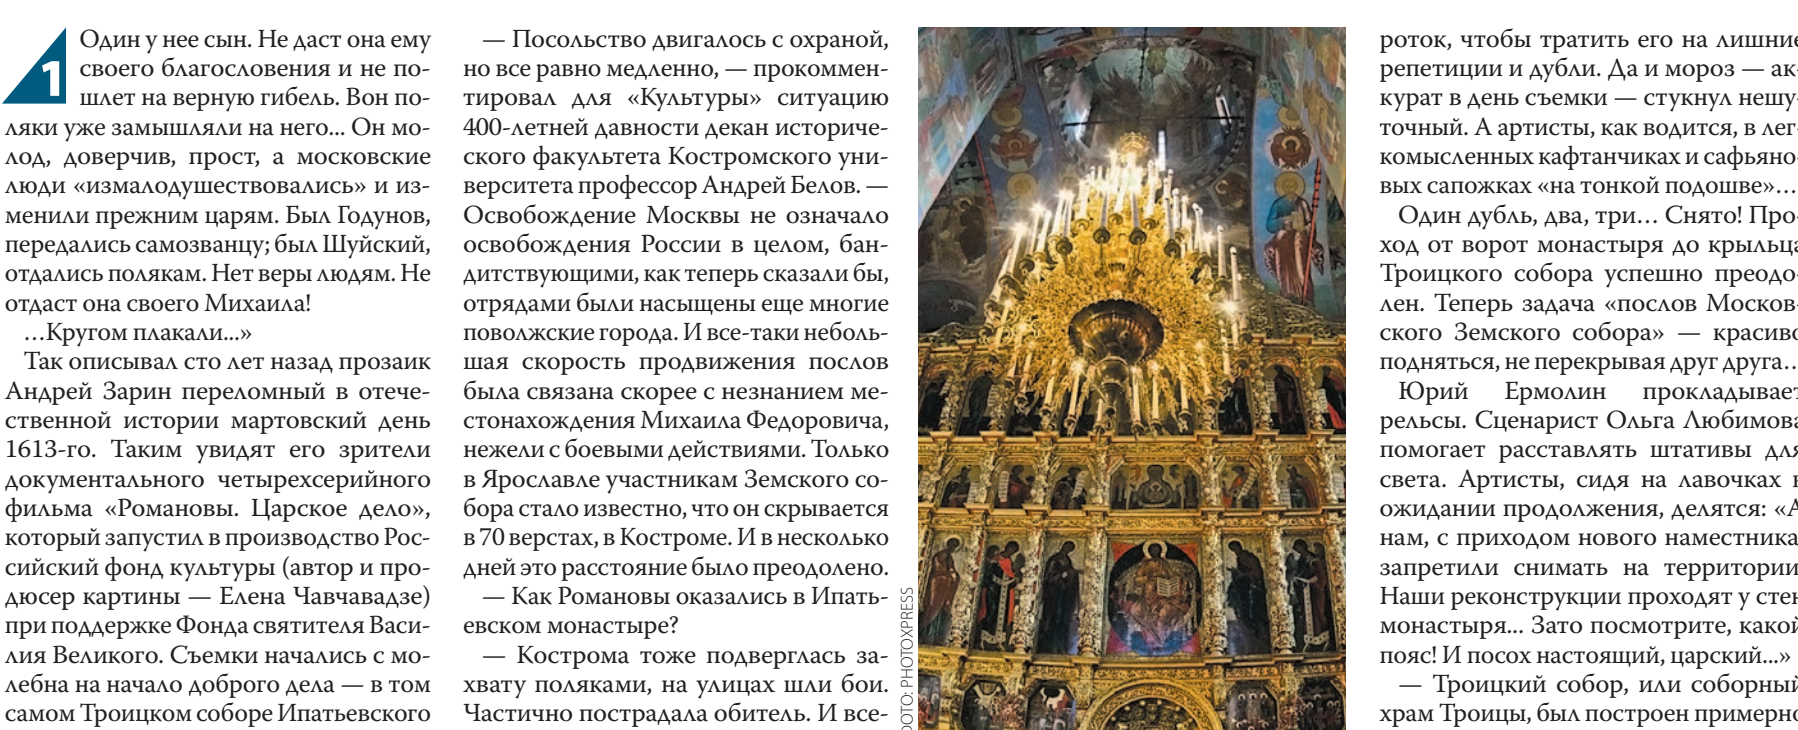 1
Один у нее сын. Не даст она ему
своего благословения и не по-
шлет на верную гибель. Вон по-
ляки уже замышляли на него... Он мо-
лод, доверчив, прост, а московские
люди «измалодушествовались» и из-
менили прежним царям. Был Годунов,
передались самозванцу; был Шуйский,
отдались полякам. Нет веры людям. Не
отдаст она своего Михаила!
…Кругом плакали...»
Так описывал сто лет назад прозаик
Андрей Зарин переломный в отече-
ственной истории мартовский день
1613-го. Таким увидят его зрители
документального четырехсерийного
фильма «Романовы. Царское дело»,
который запустил в производство Рос-
сийский фонд культуры (автор и про-
дюсер картины — Елена Чавчавадзе)
при поддержке Фонда святителя Васи-
лия Великого. Съемки начались с мо-
лебна на начало доброго дела — в том
самом Троицком соборе Ипатьевского
— Посольство двигалось с охраной,
но все равно медленно, — прокоммен-
тировал для «Культуры» ситуацию
400-летней давности декан историче-
ского факультета Костромского уни-
верситета профессор Андрей Белов. —
Освобождение Москвы не означало
освобождения России в целом, бан-
дитствующими, как теперь сказали бы,
отрядами были насыщены еще многие
поволжские города. И все-таки неболь-
шая скорость продвижения послов
была связана скорее с незнанием ме-
стонахождения Михаила Федоровича,
нежели с боевыми действиями. Только
в Ярославле участникам Земского со-
бора стало известно, что он скрывается
в 70 верстах, в Костроме. И в несколько
дней это расстояние было преодолено.
— Как Романовы оказались в Ипать-
евском монастыре?
— Кострома тоже подверглась за-
хвату поляками, на улицах шли бои.
Частично пострадала обитель. И все-
PHOTOXPRESS
роток, чтобы тратить его на лишние
репетиции и дубли. Да и мороз — ак-
курат в день съемки — стукнул нешу-
точный. А артисты, как водится, в лег-
комысленных кафтанчиках и сафьяно-
вых сапожках «на тонкой подошве»…
Один дубль, два, три… Снято! Про-
ход от ворот монастыря до крыльца
Троицкого собора успешно преодо-
лен. Теперь задача «послов Москов-
ского Земского собора» — красиво
подняться, не перекрывая друг друга…
Юрий Ермолин прокладывает
рельсы. Сценарист Ольга Любимова
помогает расставлять штативы для
света. Артисты, сидя на лавочках в
ожидании продолжения, делятся: «А
нам, с приходом нового наместника,
запретили снимать на территории.
Наши реконструкции проходят у стен
монастыря... Зато посмотрите, какой
пояс! И посох настоящий, царский...»
— Троицкий собор, или соборный
храм Троицы, был построен примерно